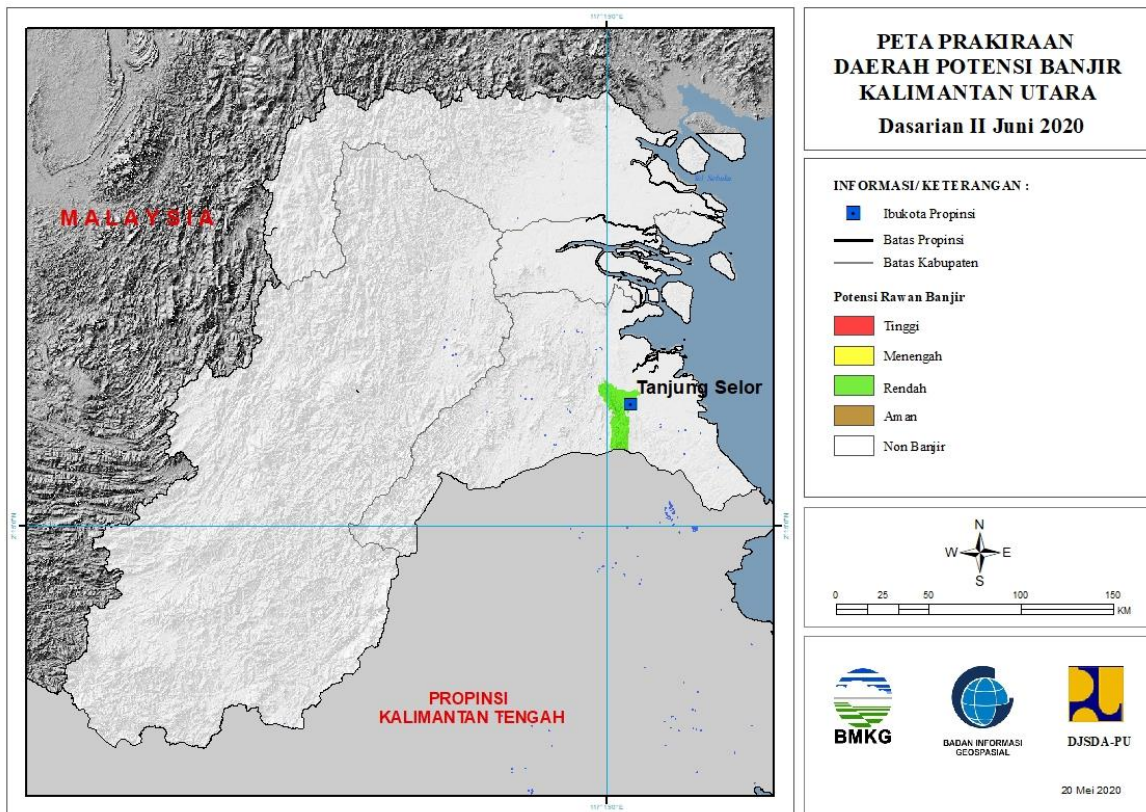 PETA PRAKIRAAN
DAERAH POTENSI BANJIR
KALIMANTAN UTARA
Dasarian II Juni 2020
INFORMASI/ KETERANGAN :
Ibukota Propinsi
Batas Propinsi
Batas Kabupaten
Potensi Rawan Banjir
Tinggi
Menengah
Rendah
Aman
Non Banjir
N
W E
S
0 25 50 100 150
KM
BMKG
BADAN INFORMASI
GEOSPASIAL
DJSDA-PU
20 Mei 2020
MALAYSIA
Tanjung Selor
PROPINSI
KALIMANTAN TENGAH